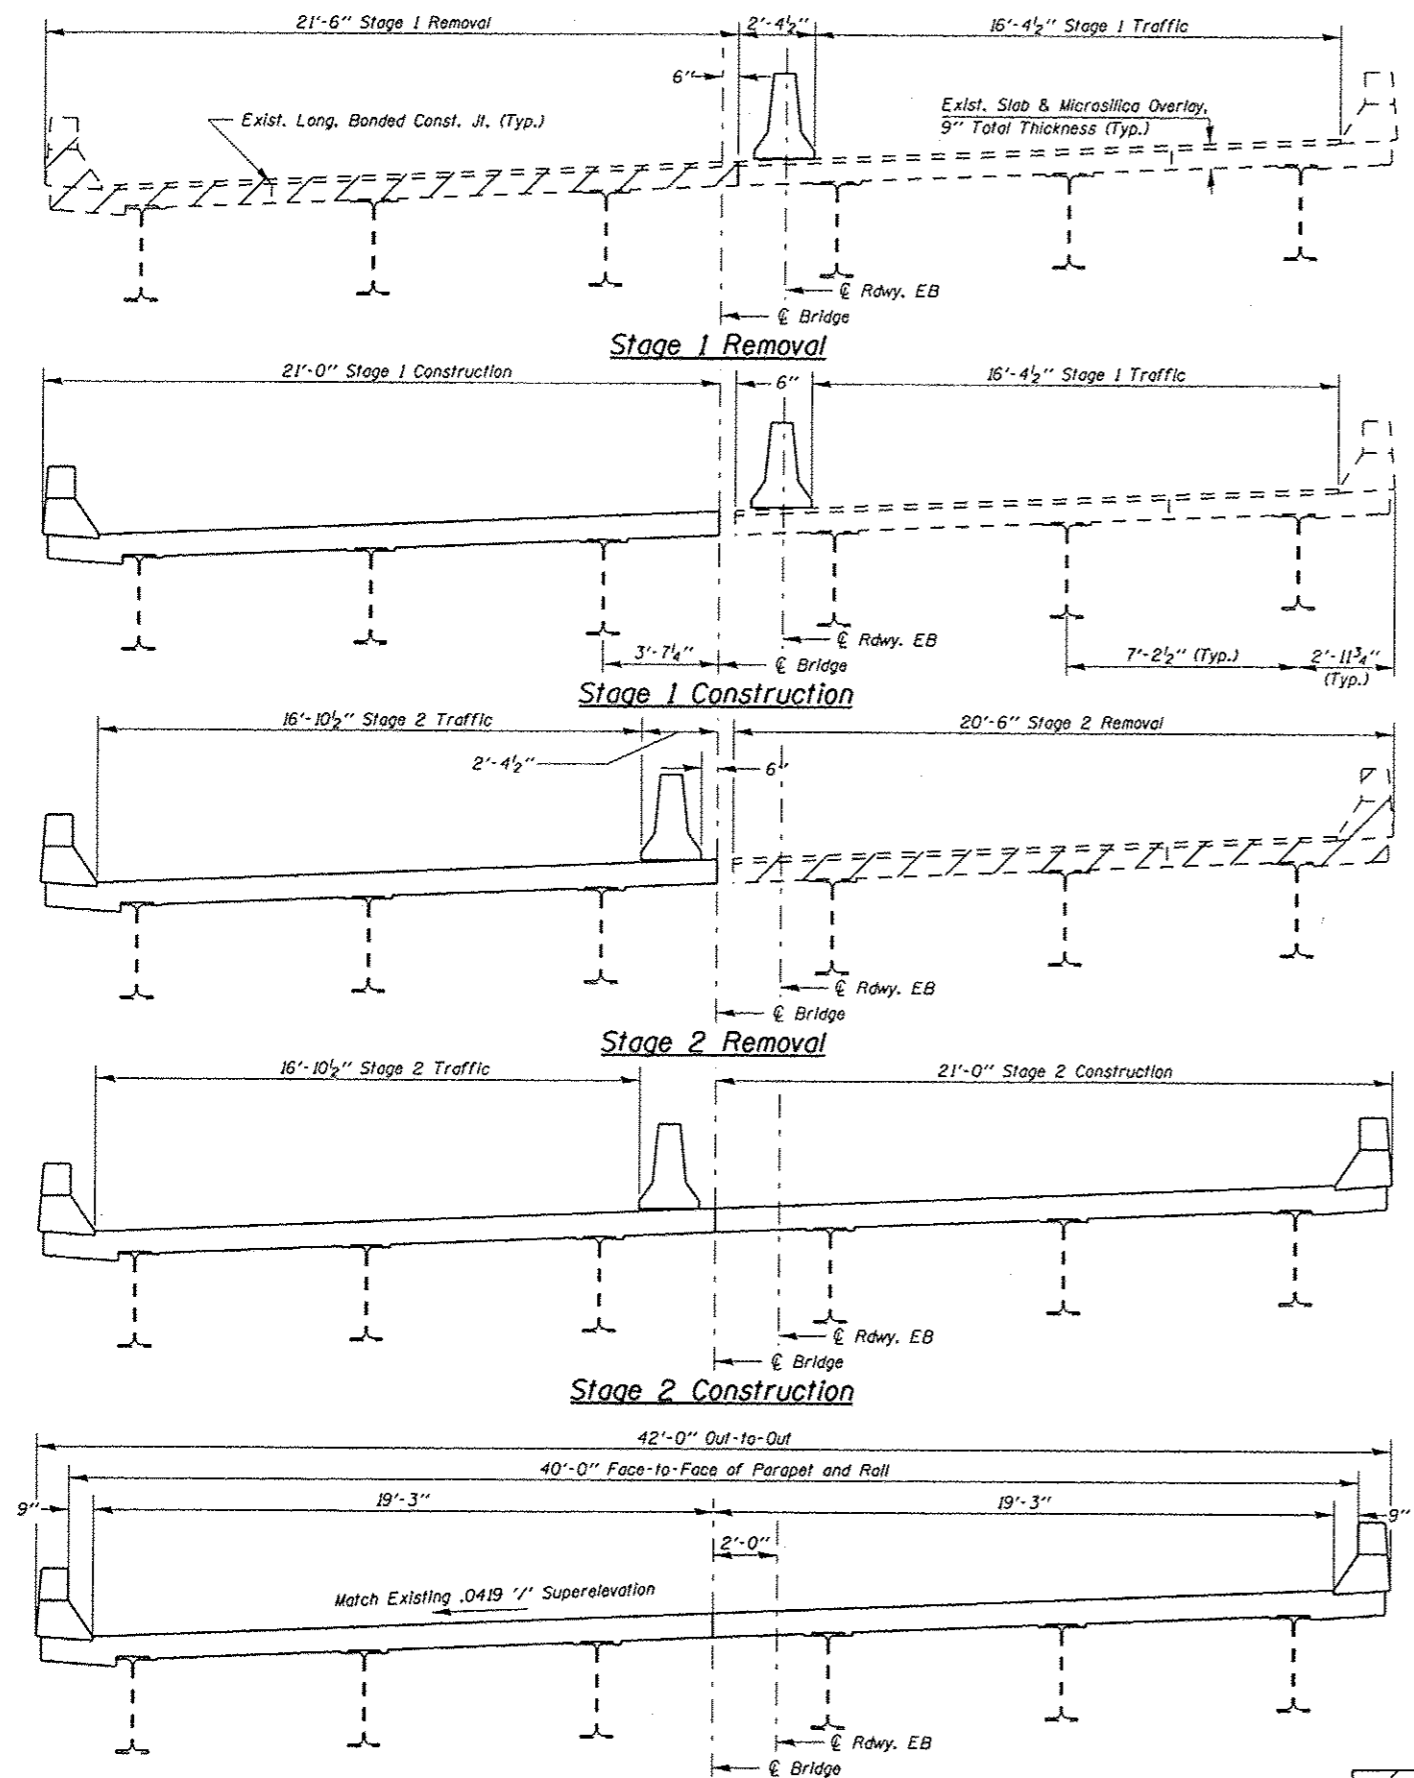 21'-6" Stage 1 Removal
2'-4½"
16'-4½" Stage 1 Traffic
6"
Exist. Long. Bonded Const. Jt. (Typ.)
Exist. Slab & Microsilica Overlay,
9" Total Thickness (Typ.)
℄ Rdwy. EB
℄ Bridge
Stage 1 Removal
21'-0" Stage 1 Construction
6"
16'-4½" Stage 1 Traffic
℄ Rdwy. EB
3'-7¼"
℄ Bridge
7'-2½" (Typ.)
2'-11¾"
(Typ.)
Stage 1 Construction
16'-10½" Stage 2 Traffic
20'-6" Stage 2 Removal
2'-4½"
6"
℄ Rdwy. EB
℄ Bridge
Stage 2 Removal
16'-10½" Stage 2 Traffic
21'-0" Stage 2 Construction
℄ Rdwy. EB
℄ Bridge
Stage 2 Construction
42'-0" Out-to-Out
40'-0" Face-to-Face of Parapet and Rail
9"
19'-3"
19'-3"
9"
2'-0"
Match Existing .0419 '/' Superelevation
℄ Rdwy. EB
℄ Bridge